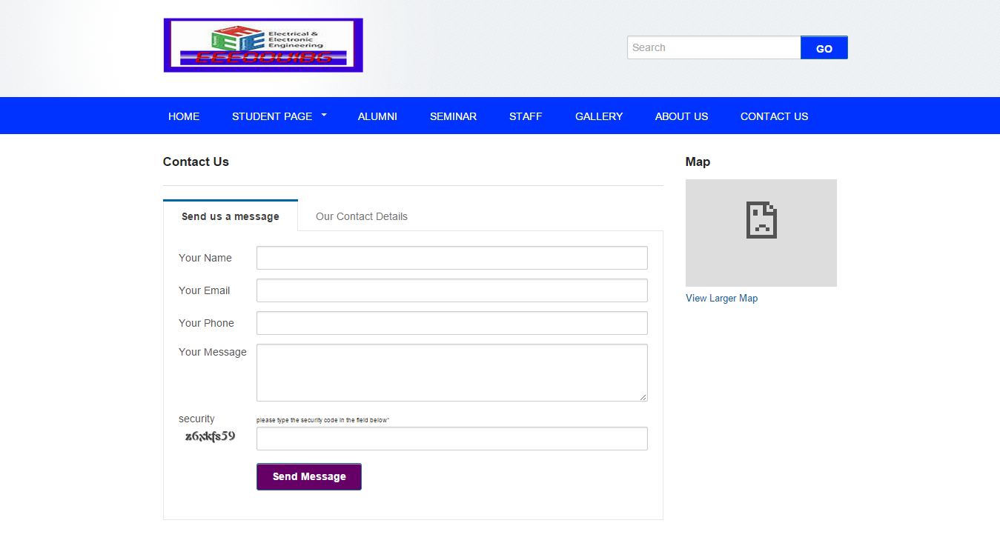 Electrical &
Electronic
Engineering
EEEOOUI86
Search
GO
HOME
STUDENT PAGE
ALUMNI
SEMINAR
STAFF
GALLERY
ABOUT US
CONTACT US
Contact Us
Map
Send us a message
Our Contact Details
Your Name
Your Email
Your Phone
Your Message
View Larger Map
security
please type the security code in the field below*
z6xkfs59
Send Message